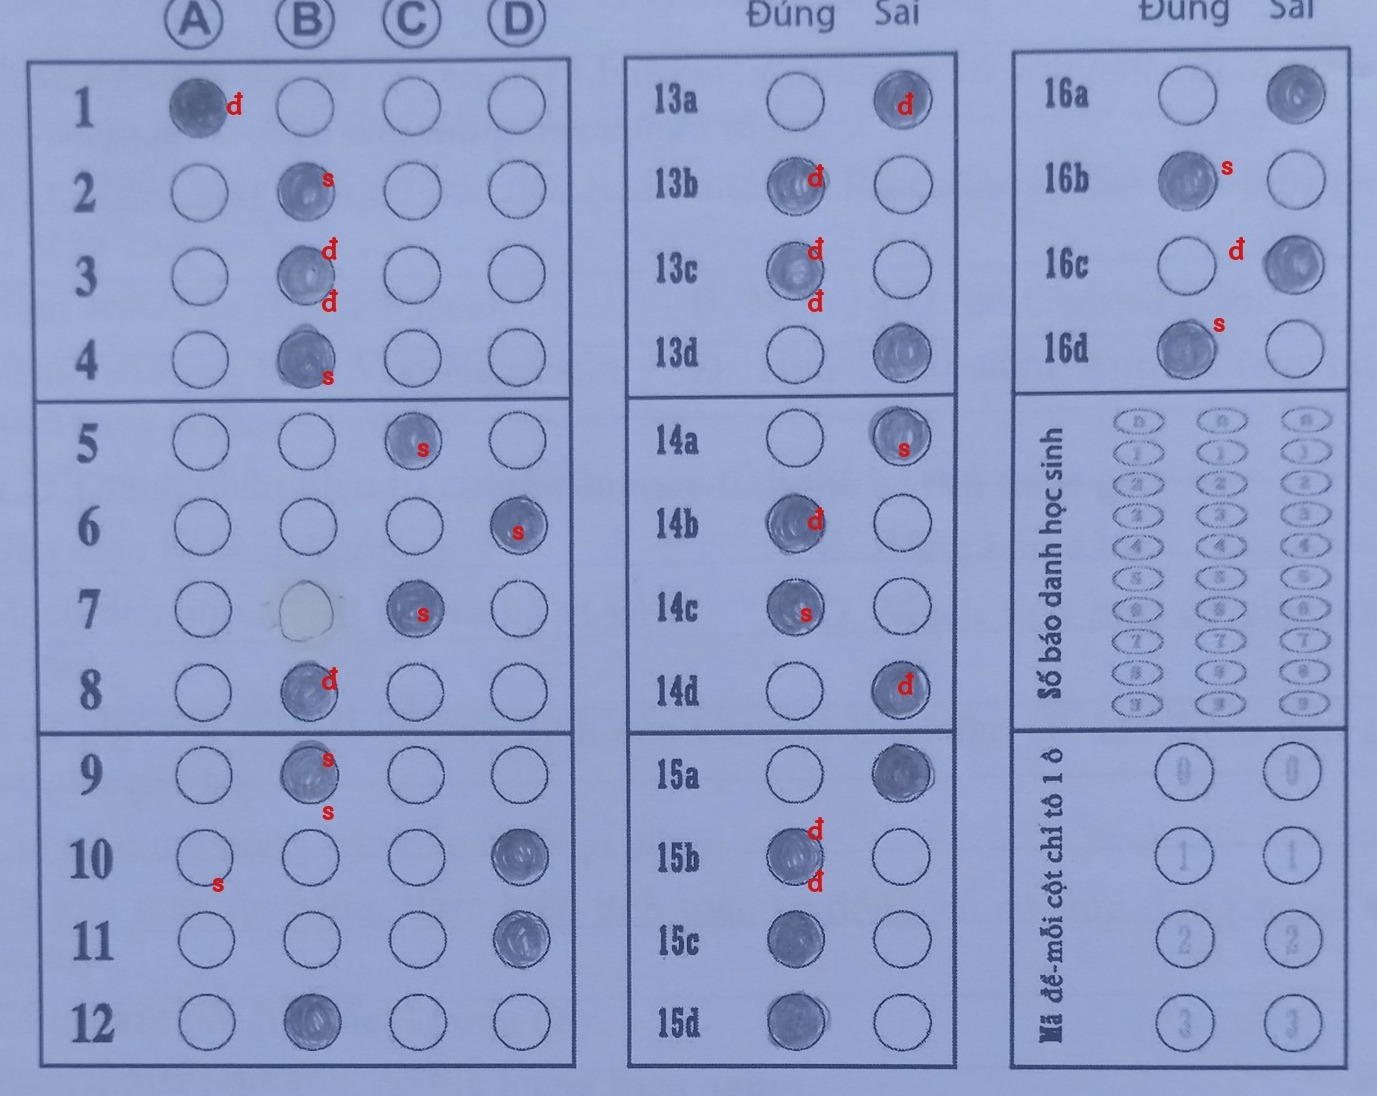 A B C D Đúng Sai Đúng Sai
1 đ 13a đ 16a
2 s 13b đ 16b s
3 đ 13c đ 16c đ
đ đ
4 s 13d 16d s
5 s 14a s
6 s 14b đ
7 s 14c s
8 đ 14d đ
Số báo danh học sinh
0 0 0
1 1 1
2 2 2
3 3 3
4 4 4
5 5 5
6 6 6
7 7 7
8 8 8
9 9 9
9 s 15a
s
10 s 15b đ
đ
11 15c
12 15d
Mã đề-mỗi cột chỉ tô 1 ô
0 0
1 1
2 2
3 3